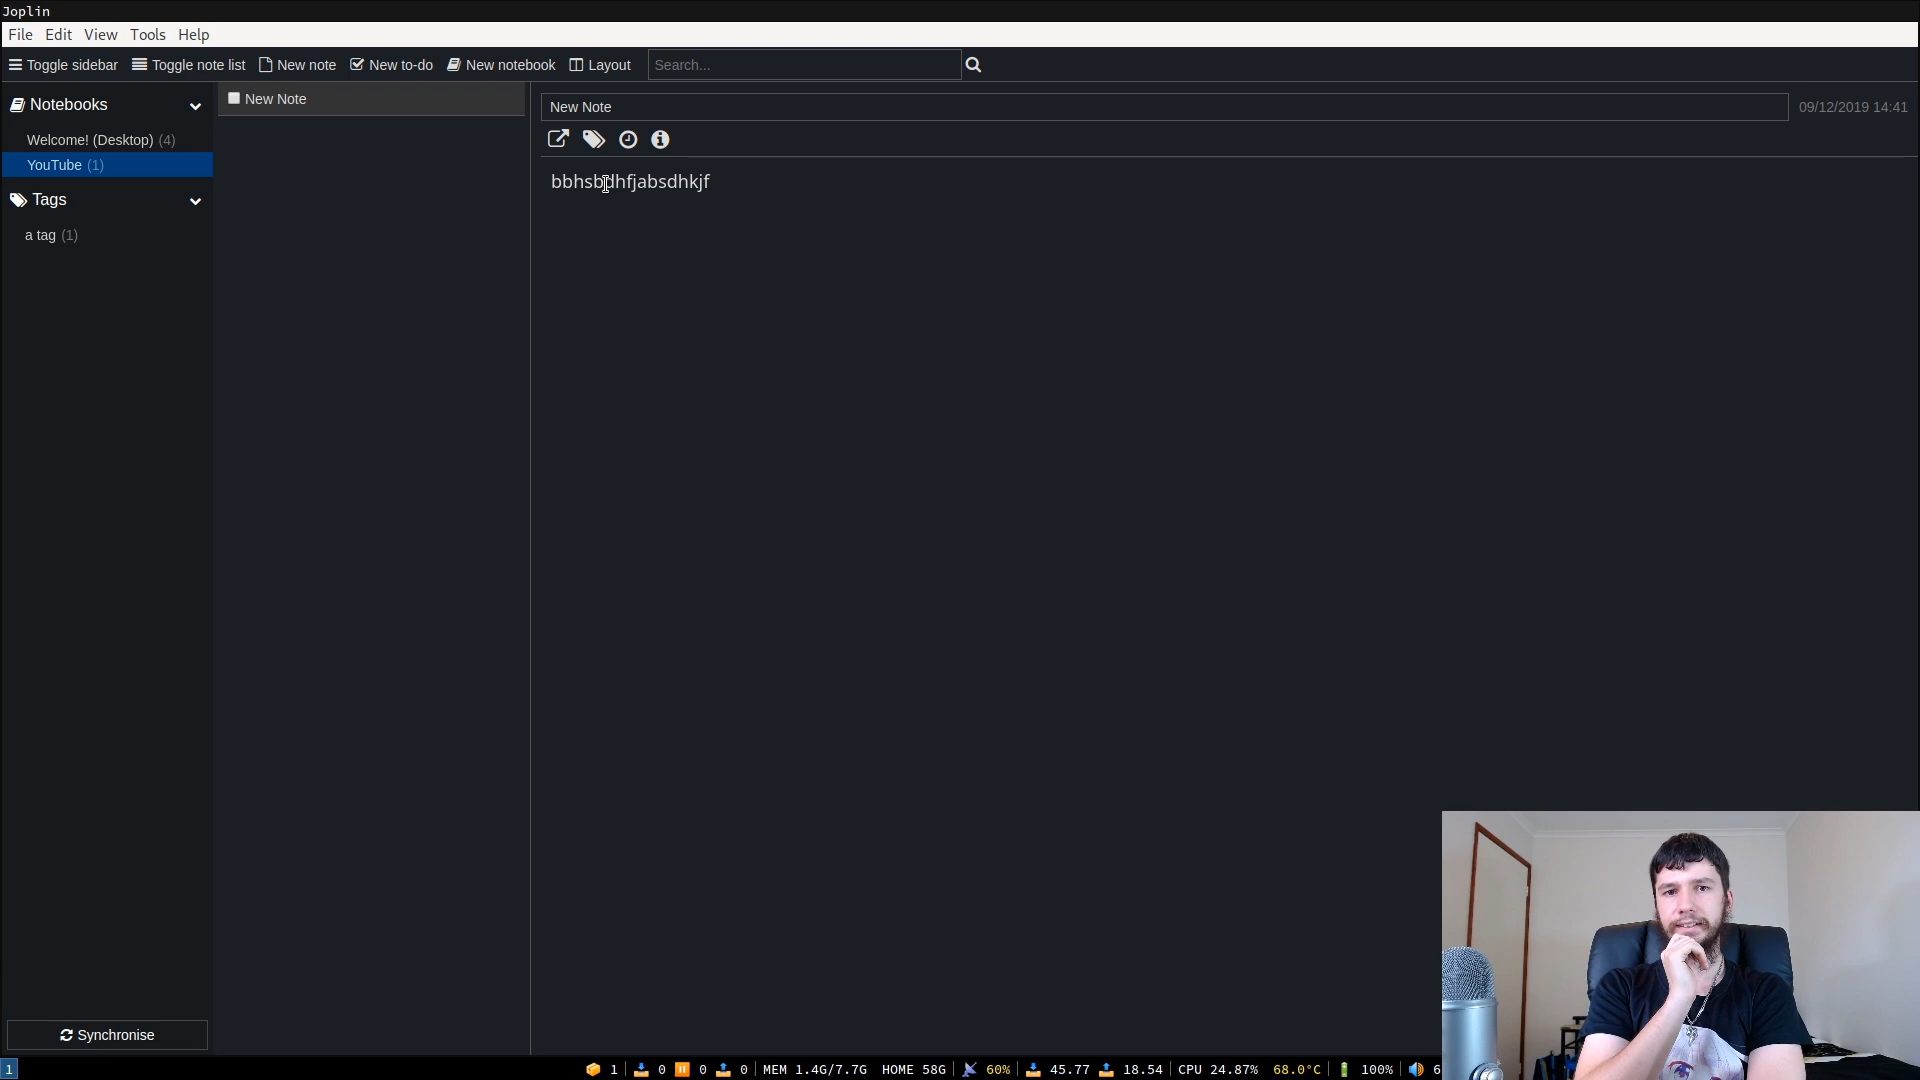 Joplin
File Edit View Tools Help
Toggle sidebar Toggle note list New note New to-do New notebook Layout Search...
Notebooks
Welcome! (Desktop) (4)
YouTube (1)
Tags
a tag (1)
Synchronise
New Note
New Note 09/12/2019 14:41
bbhsbdhfjabsdhkjf
1 1 0 0 0 MEM 1.4G/7.7G HOME 58G 60% 45.77 18.54 CPU 24.87% 68.0°C 100% 6